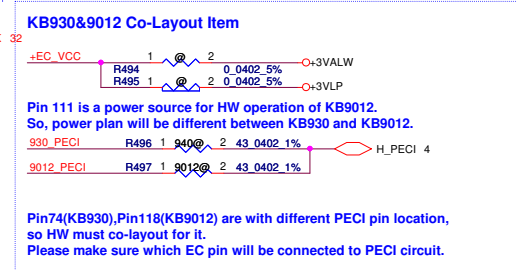 KB930&9012 Co-Layout Item
32
+EC_VCC 1 @ 2 +3VALW
R494 0_0402_5%
R495 1 @ 2 0_0402_5% +3VLP
Pin 111 is a power source for HW operation of KB9012.
So, power plan will be different between KB930 and KB9012.
930_PECI R496 1 940@ 2 43_0402_1%
H_PECI 4
9012_PECI R497 1 9012@ 2 43_0402_1%
Pin74(KB930),Pin118(KB9012) are with different PECI pin location,
so HW must co-layout for it.
Please make sure which EC pin will be connected to PECI circuit.